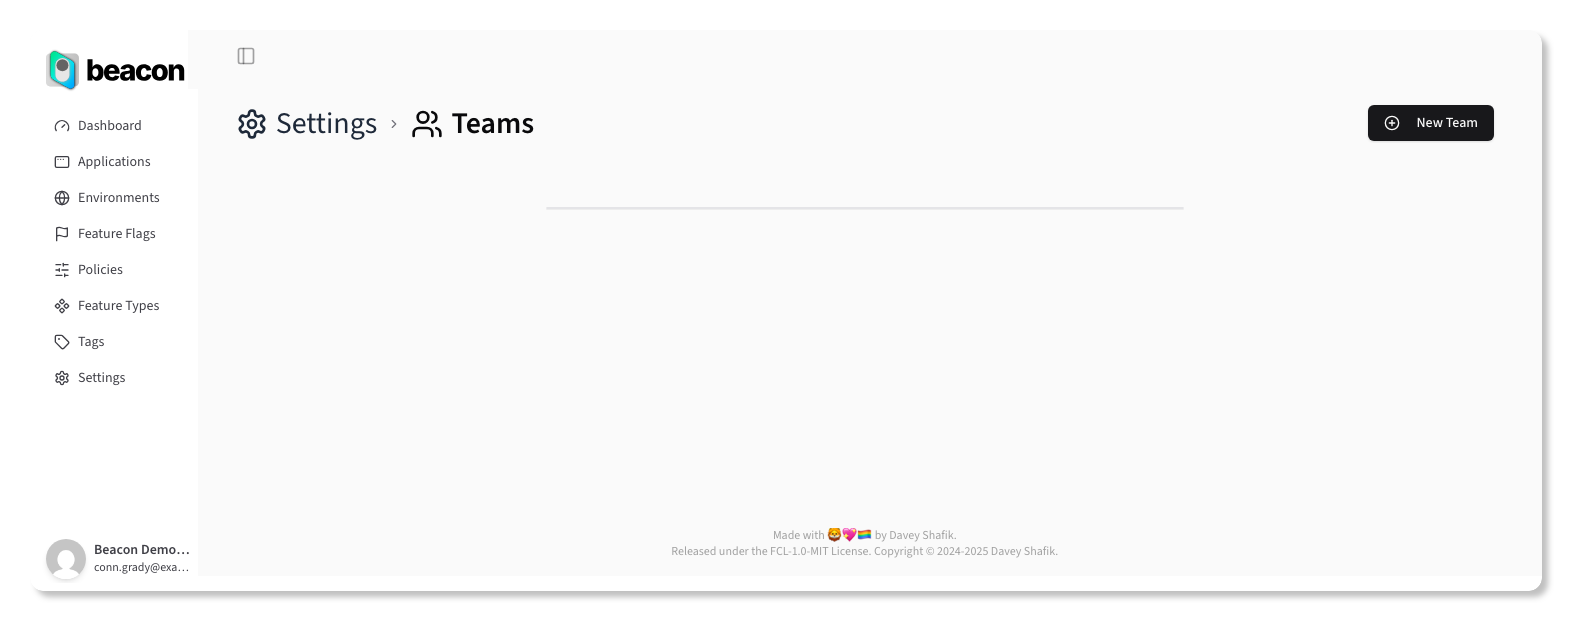 beacon
Dashboard
Applications
Environments
Feature Flags
Policies
Feature Types
Tags
Settings
Beacon Demo...
conn.grady@exa...
Settings > Teams
New Team
Made with 🦁💖🏳️‍🌈 by Davey Shafik.
Released under the FCL-1.0-MIT License. Copyright © 2024-2025 Davey Shafik.